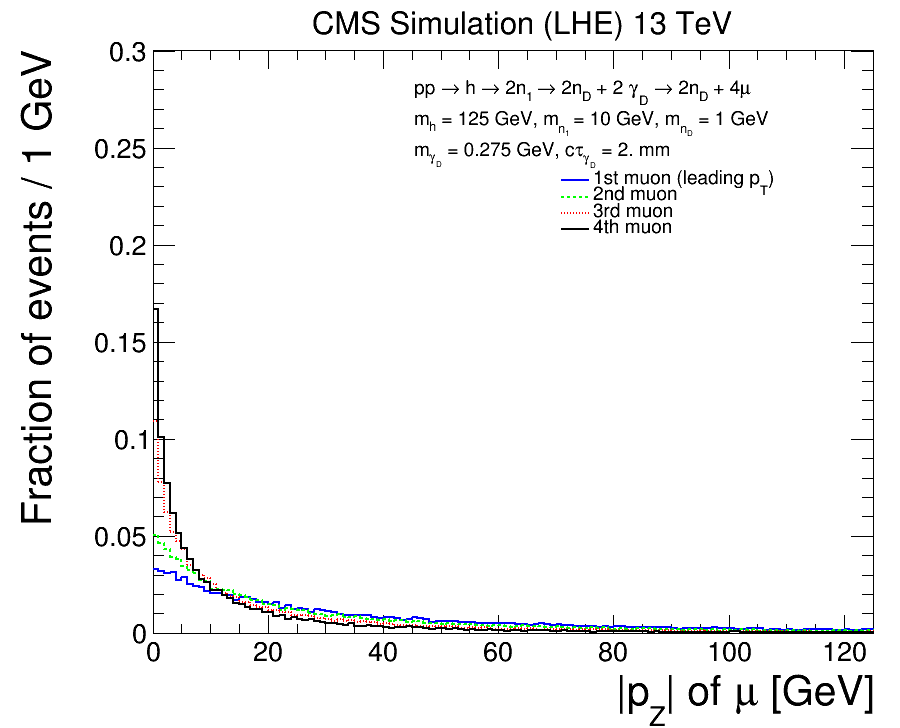 CMS Simulation (LHE) 13 TeV
Fraction of events / 1 GeV
0.3
0.25
0.2
0.15
0.1
0.05
0
pp → h → 2n₁ → 2n_D + 2 γ_D → 2n_D + 4μ
m_h = 125 GeV, m_n₁ = 10 GeV, m_n_D = 1 GeV
m_γ_D = 0.275 GeV, cτ_γ_D = 2. mm
1st muon (leading p_T)
2nd muon
3rd muon
4th muon
0 20 40 60 80 100 120
|p_Z| of μ [GeV]